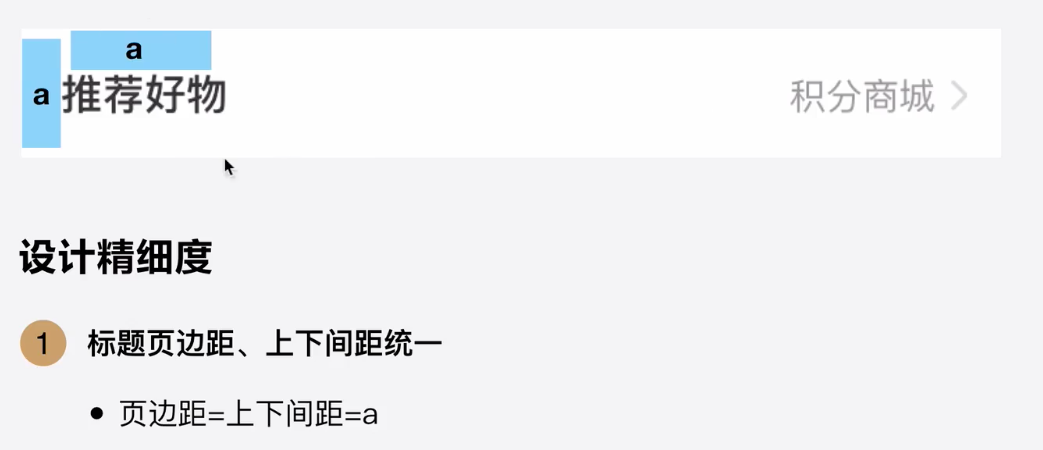 a
a 推荐好物 积分商城
设计精细度
1 标题页边距、上下间距统一
• 页边距=上下间距=a